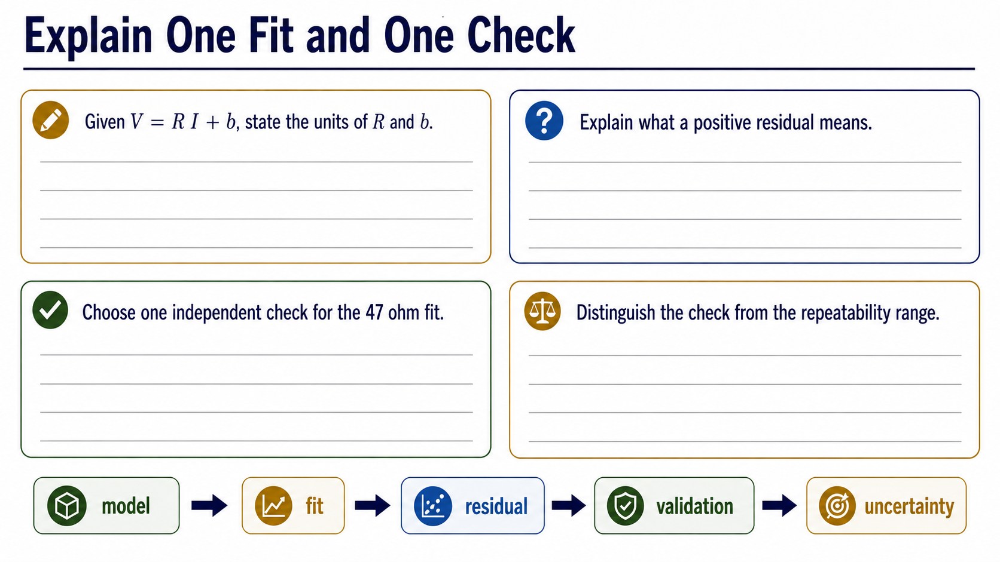 Explain One Fit and One Check
Given V = R I + b, state the units of R and b.
Explain what a positive residual means.
Choose one independent check for the 47 ohm fit.
Distinguish the check from the repeatability range.
model
fit
residual
validation
uncertainty